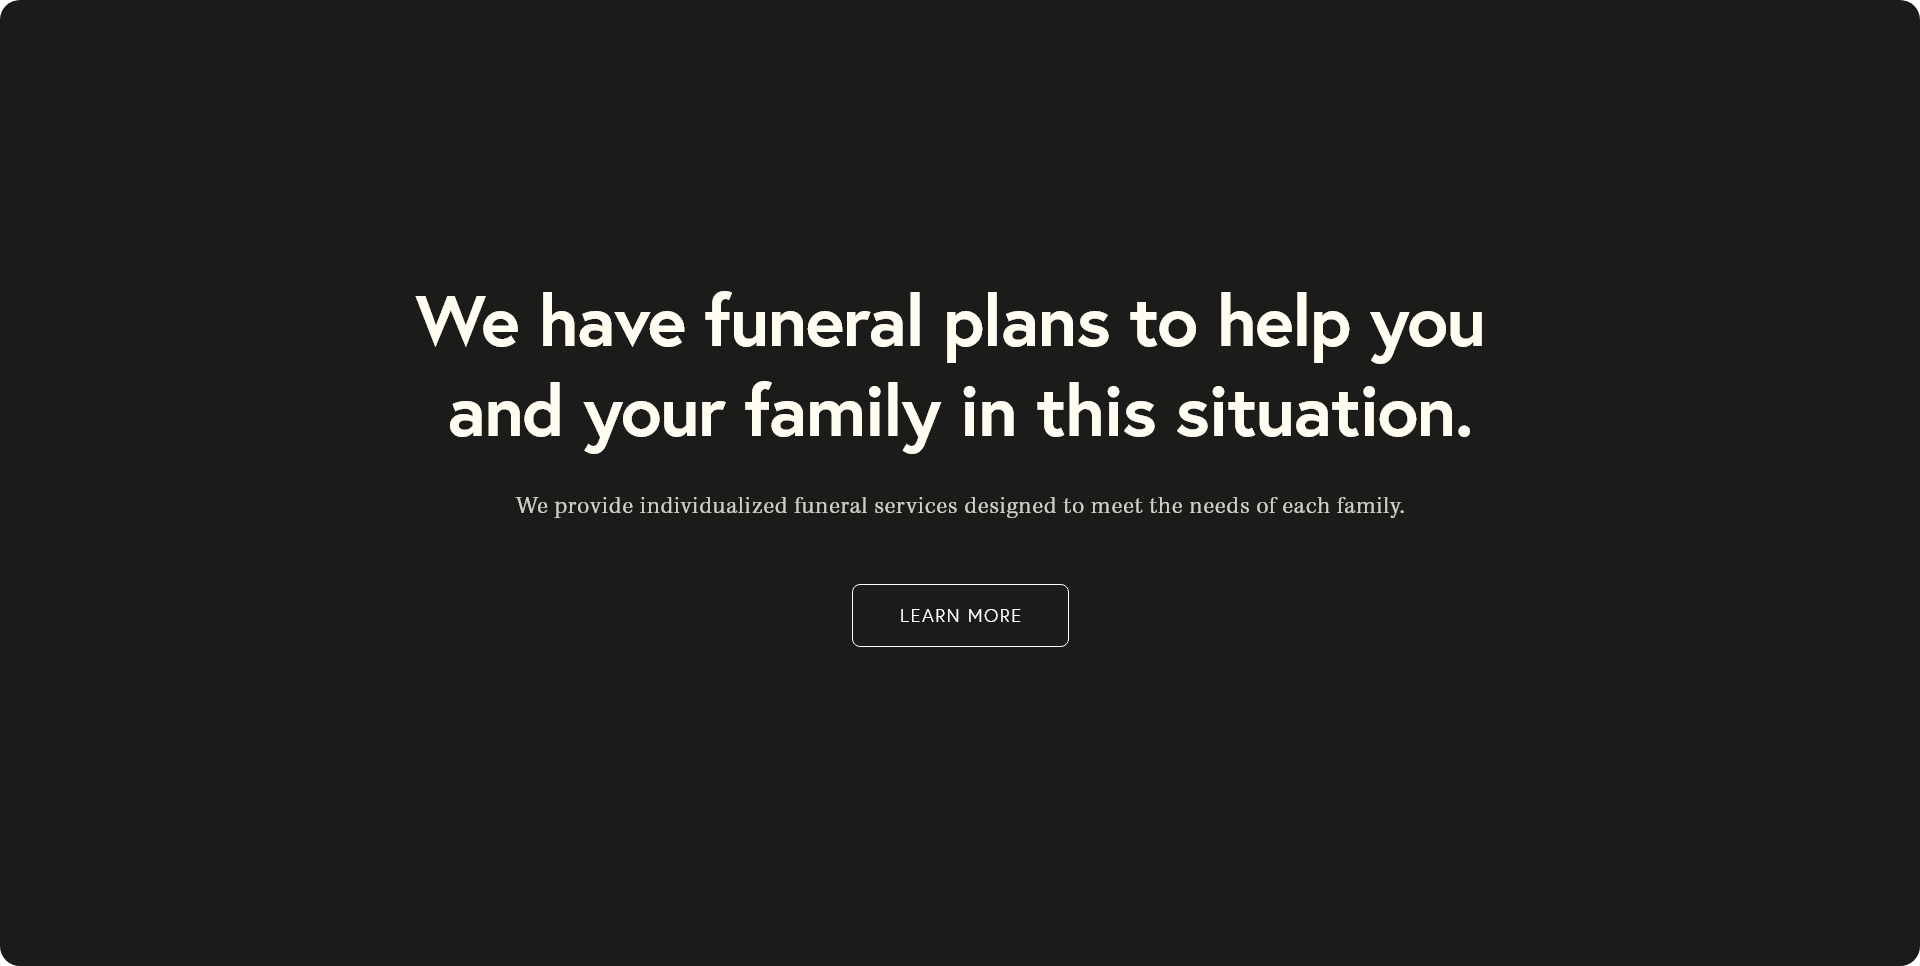 We have funeral plans to help you
and your family in this situation.
We provide individualized funeral services designed to meet the needs of each family.
LEARN MORE